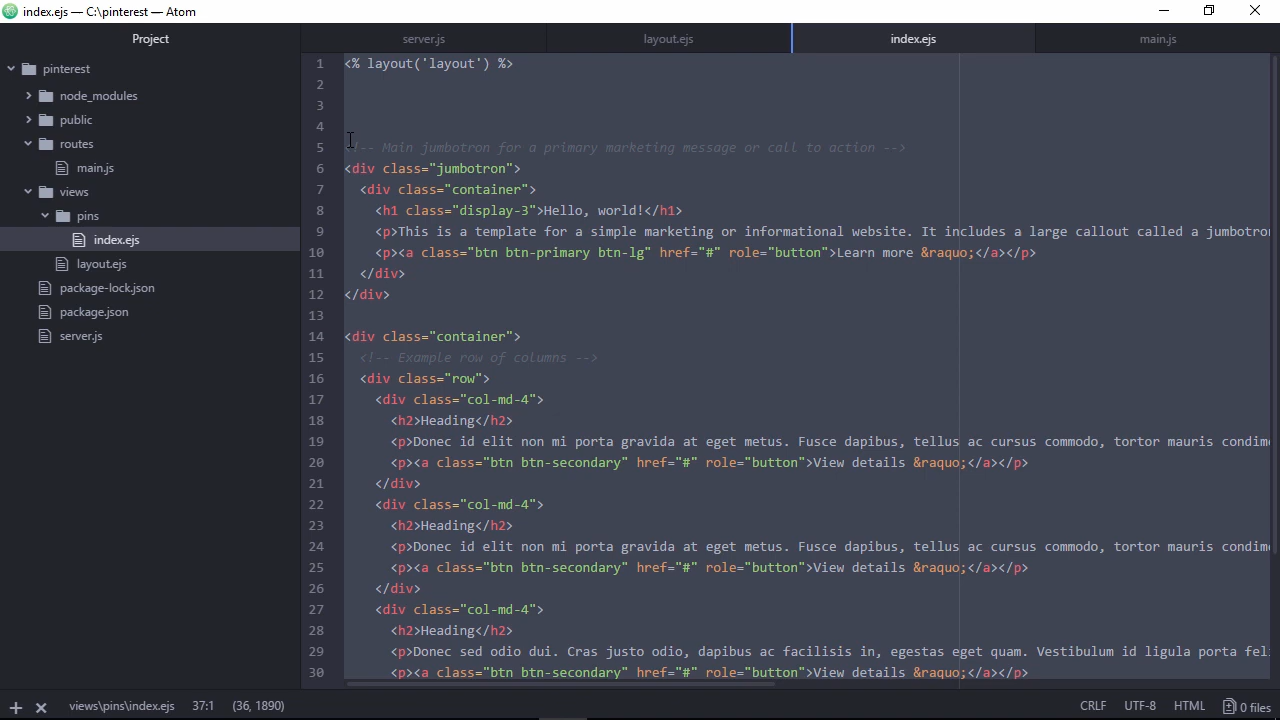 index.ejs — C:\pinterest — Atom
Project
server.js
layout.ejs
index.ejs
main.js
pinterest
node_modules
public
routes
main.js
views
pins
index.ejs
layout.ejs
package-lock.json
package.json
server.js
1 <% layout('layout') %>
2
3
4
5 <!-- Main jumbotron for a primary marketing message or call to action -->
6 <div class="jumbotron">
7 <div class="container">
8 <h1 class="display-3">Hello, world!</h1>
9 <p>This is a template for a simple marketing or informational website. It includes a large callout called a jumbotro
10 <p><a class="btn btn-primary btn-lg" href="#" role="button">Learn more &raquo;</a></p>
11 </div>
12 </div>
13
14 <div class="container">
15 <!-- Example row of columns -->
16 <div class="row">
17 <div class="col-md-4">
18 <h2>Heading</h2>
19 <p>Donec id elit non mi porta gravida at eget metus. Fusce dapibus, tellus ac cursus commodo, tortor mauris condim
20 <p><a class="btn btn-secondary" href="#" role="button">View details &raquo;</a></p>
21 </div>
22 <div class="col-md-4">
23 <h2>Heading</h2>
24 <p>Donec id elit non mi porta gravida at eget metus. Fusce dapibus, tellus ac cursus commodo, tortor mauris condim
25 <p><a class="btn btn-secondary" href="#" role="button">View details &raquo;</a></p>
26 </div>
27 <div class="col-md-4">
28 <h2>Heading</h2>
29 <p>Donec sed odio dui. Cras justo odio, dapibus ac facilisis in, egestas eget quam. Vestibulum id ligula porta fel
30 <p><a class="btn btn-secondary" href="#" role="button">View details &raquo;</a></p>
views\pins\index.ejs 37:1 (36, 1890) CRLF UTF-8 HTML 0 files